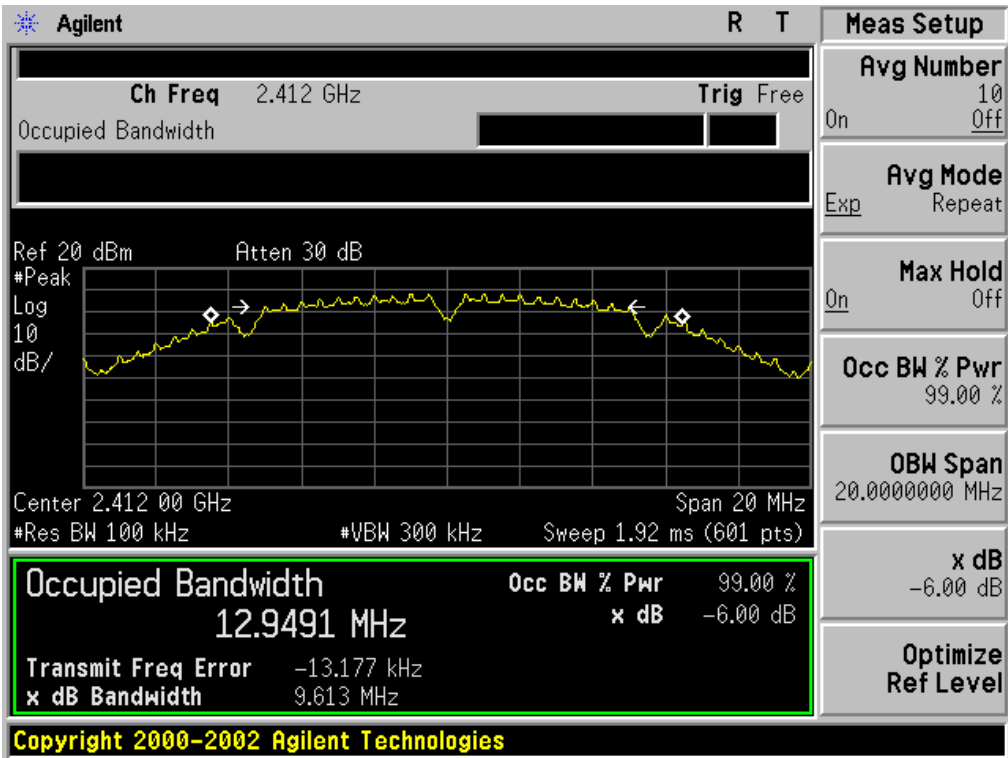 Agilent R T
Ch Freq 2.412 GHz Trig Free
Occupied Bandwidth
Ref 20 dBm Atten 30 dB
#Peak
Log
10
dB/
Center 2.412 00 GHz Span 20 MHz
#Res BW 100 kHz #VBW 300 kHz Sweep 1.92 ms (601 pts)
Occupied Bandwidth Occ BW % Pwr 99.00 %
12.9491 MHz x dB -6.00 dB
Transmit Freq Error -13.177 kHz
x dB Bandwidth 9.613 MHz
Copyright 2000-2002 Agilent Technologies
Meas Setup
Avg Number
10
On Off
Avg Mode
Exp Repeat
Max Hold
On Off
Occ BW % Pwr
99.00 %
OBW Span
20.0000000 MHz
x dB
-6.00 dB
Optimize
Ref Level